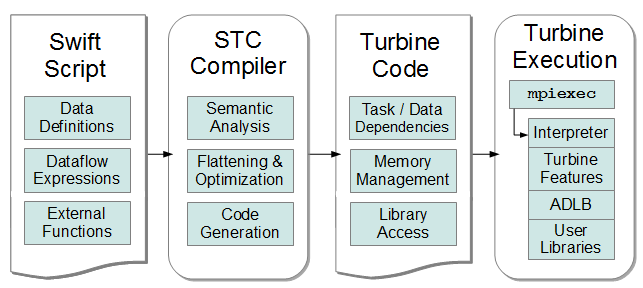 Swift
Script
Data
Definitions
Dataflow
Expressions
External
Functions
STC
Compiler
Semantic
Analysis
Flattening &
Optimization
Code
Generation
Turbine
Code
Task / Data
Dependencies
Memory
Management
Library
Access
Turbine
Execution
mpiexec
Interpreter
Turbine
Features
ADLB
User
Libraries